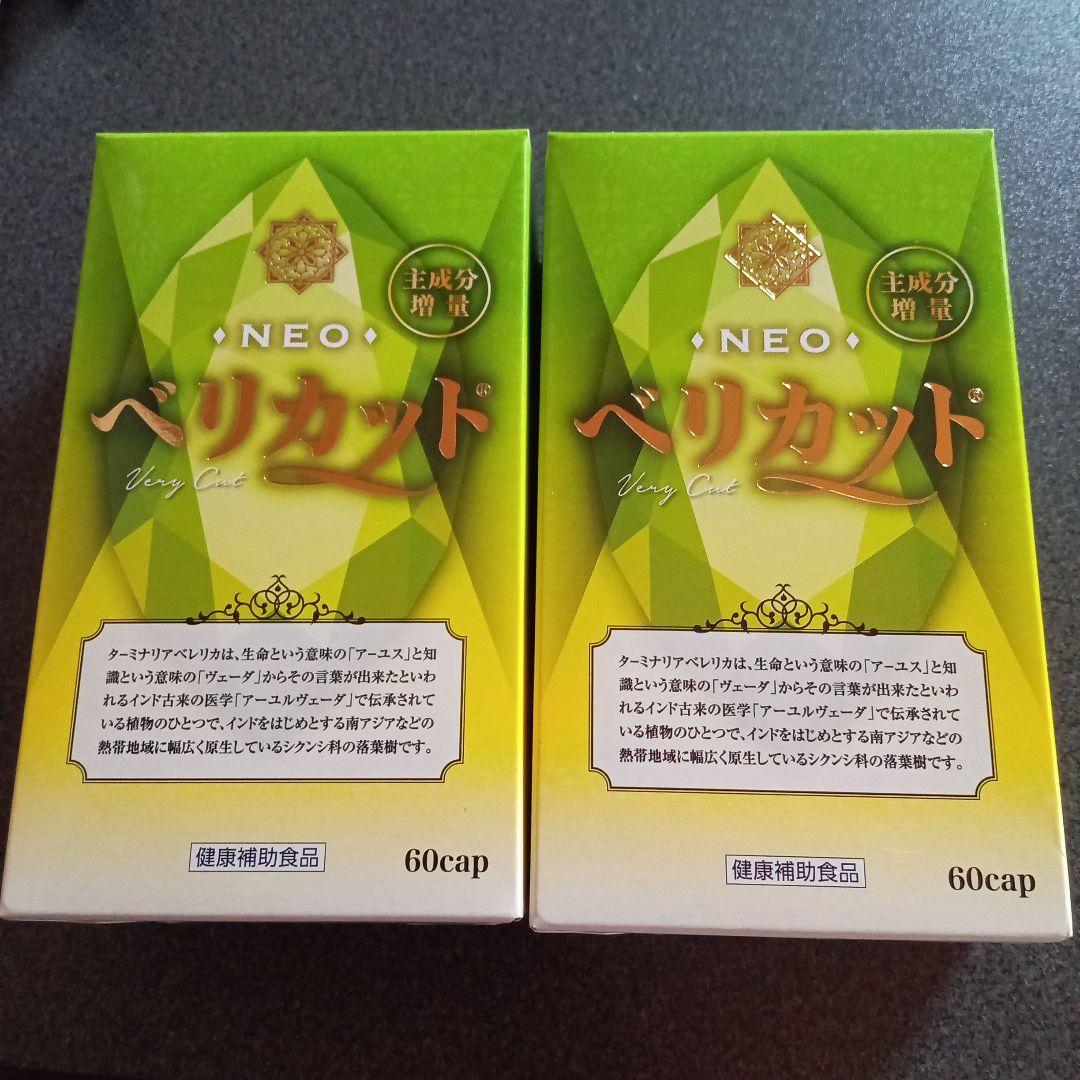 主成分
増量
NEO
ベリカット®
Very Cut
ターミナリアベレリカは、生命という意味の「アーユス」と知
識という意味の「ヴェーダ」からその言葉が出来たといわ
れるインド古来の医学「アーユルヴェーダ」で伝承されて
いる植物のひとつで、インドをはじめとする南アジアなどの
熱帯地域に幅広く原生しているシクンシ科の落葉樹です。
健康補助食品
60cap
主成分
増量
NEO
ベリカット®
Very Cut
ターミナリアベレリカは、生命という意味の「アーユス」と知
識という意味の「ヴェーダ」からその言葉が出来たといわ
れるインド古来の医学「アーユルヴェーダ」で伝承されて
いる植物のひとつで、インドをはじめとする南アジアなどの
熱帯地域に幅広く原生しているシクンシ科の落葉樹です。
健康補助食品
60cap